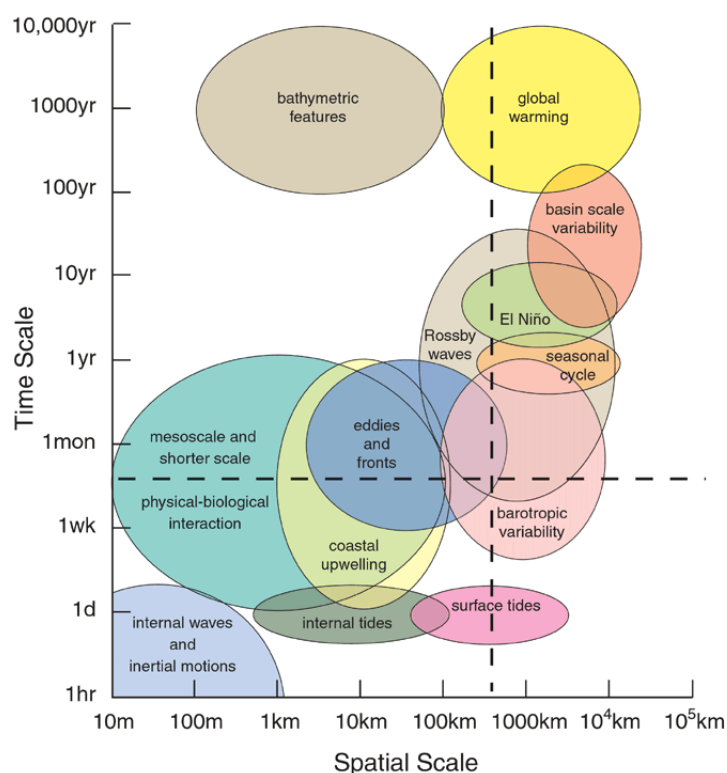 10,000yr
1000yr
100yr
10yr
1yr
1mon
1wk
1d
1hr
Time Scale
bathymetric
features
global
warming
basin scale
variability
El Niño
Rossby
waves
seasonal
cycle
mesoscale and
shorter scale
physical-biological
interaction
eddies
and
fronts
barotropic
variability
coastal
upwelling
internal waves
and
inertial motions
internal tides
surface tides
10m
100m
1km
10km
100km
1000km
10⁴km
10⁵km
Spatial Scale